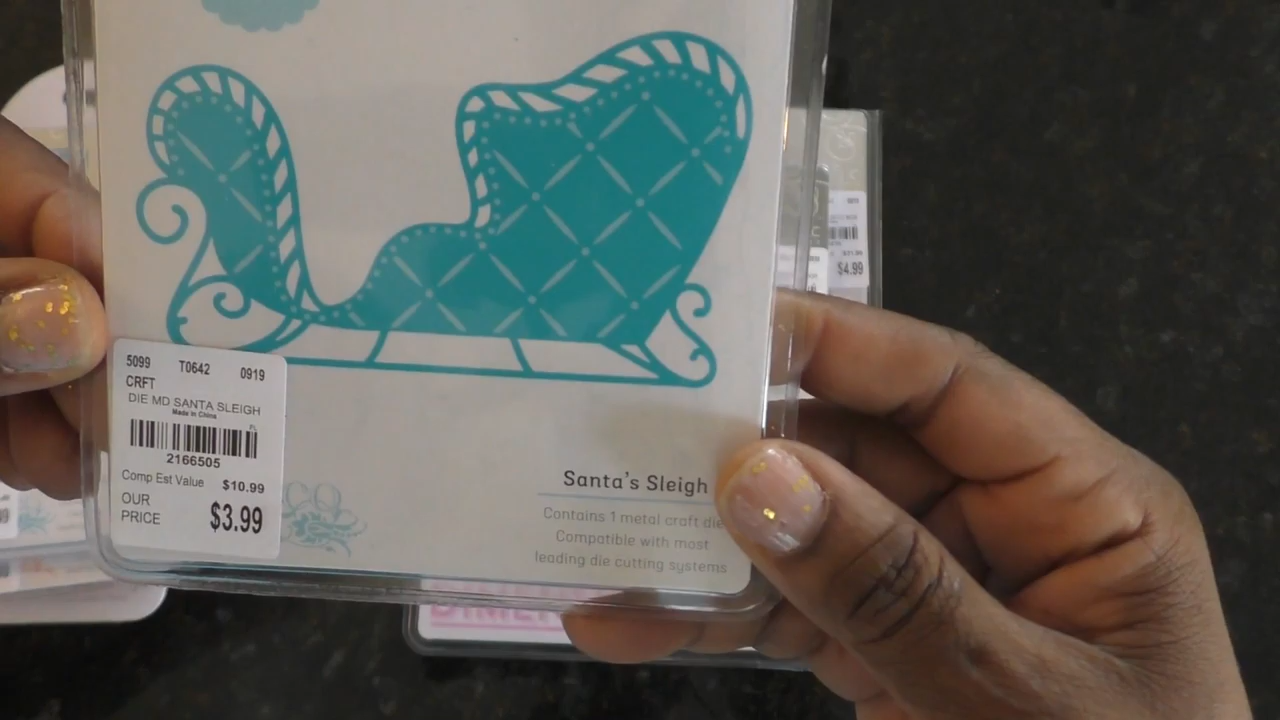 5099 T0642 0919
CRFT
DIE MD SANTA SLEIGH
Made in China
2166505
Comp Est Value $10.99
OUR
PRICE $3.99
Santa's Sleigh
Contains 1 metal craft die
Compatible with most
leading die cutting systems
$4.99